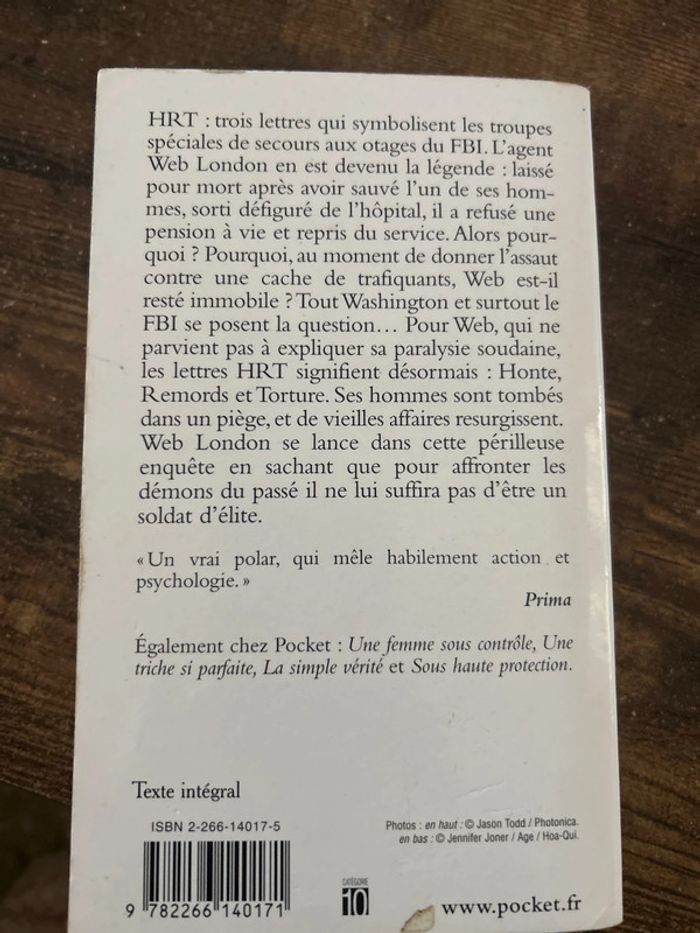 HRT : trois lettres qui symbolisent les troupes
spéciales de secours aux otages du FBI. L'agent
Web London en est devenu la légende : laissé
pour mort après avoir sauvé l'un de ses hom-
mes, sorti défiguré de l'hôpital, il a refusé une
pension à vie et repris du service. Alors pour-
quoi ? Pourquoi, au moment de donner l'assaut
contre une cache de trafiquants, Web est-il
resté immobile ? Tout Washington et surtout le
FBI se posent la question… Pour Web, qui ne
parvient pas à expliquer sa paralysie soudaine,
les lettres HRT signifient désormais : Honte,
Remords et Torture. Ses hommes sont tombés
dans un piège, et de vieilles affaires resurgissent.
Web London se lance dans cette périlleuse
enquête en sachant que pour affronter les
démons du passé il ne lui suffira pas d'être un
soldat d'élite.
« Un vrai polar, qui mêle habilement action et
psychologie. »
Prima
Également chez Pocket : Une femme sous contrôle, Une
triche si parfaite, La simple vérité et Sous haute protection.
Texte intégral
ISBN 2-266-14017-5
Photos : en haut : © Jason Todd / Photonica.
en bas : © Jennifer Joner / Age / Hoa-Qui.
9 782266 140171
CATÉGORIE
10
www.pocket.fr